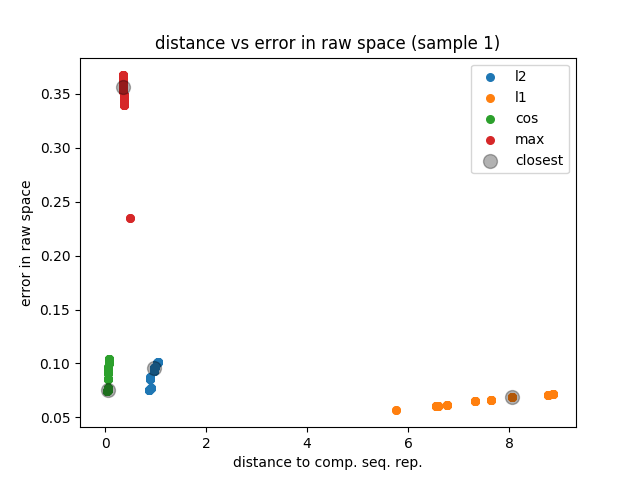 distance vs error in raw space (sample 1)
l2
l1
cos
max
closest
0.35
0.30
0.25
0.20
0.15
0.10
0.05
error in raw space
0 2 4 6 8
distance to comp. seq. rep.